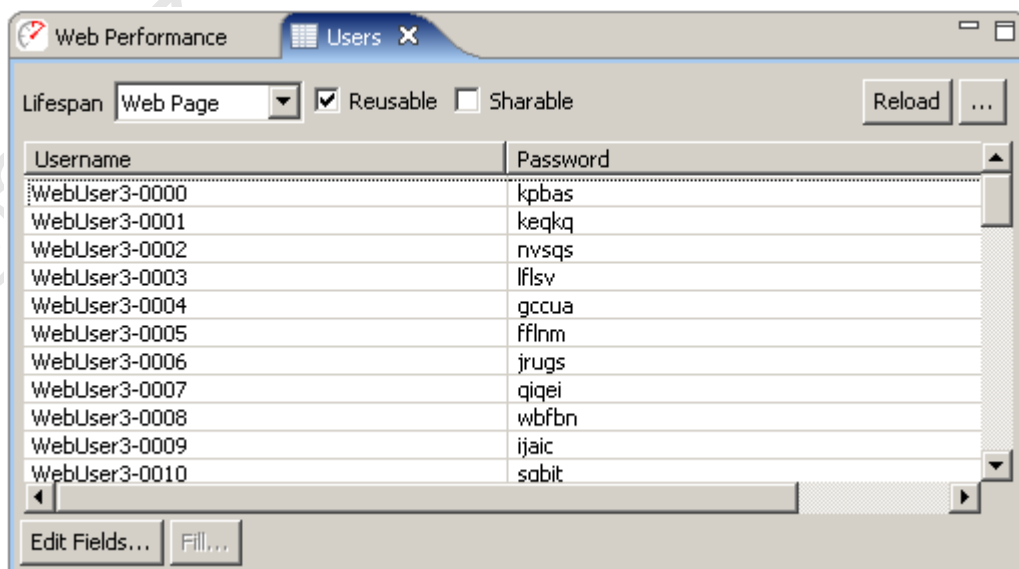 Web Performance Users
Lifespan Web Page Reusable Sharable Reload ...
Username Password
WebUser3-0000 kpbas
WebUser3-0001 keqkq
WebUser3-0002 nvsqs
WebUser3-0003 lflsv
WebUser3-0004 gccua
WebUser3-0005 fflnm
WebUser3-0006 jrugs
WebUser3-0007 qiqei
WebUser3-0008 wbfbn
WebUser3-0009 ijaic
WebUser3-0010 sqbit
Edit Fields... Fill...